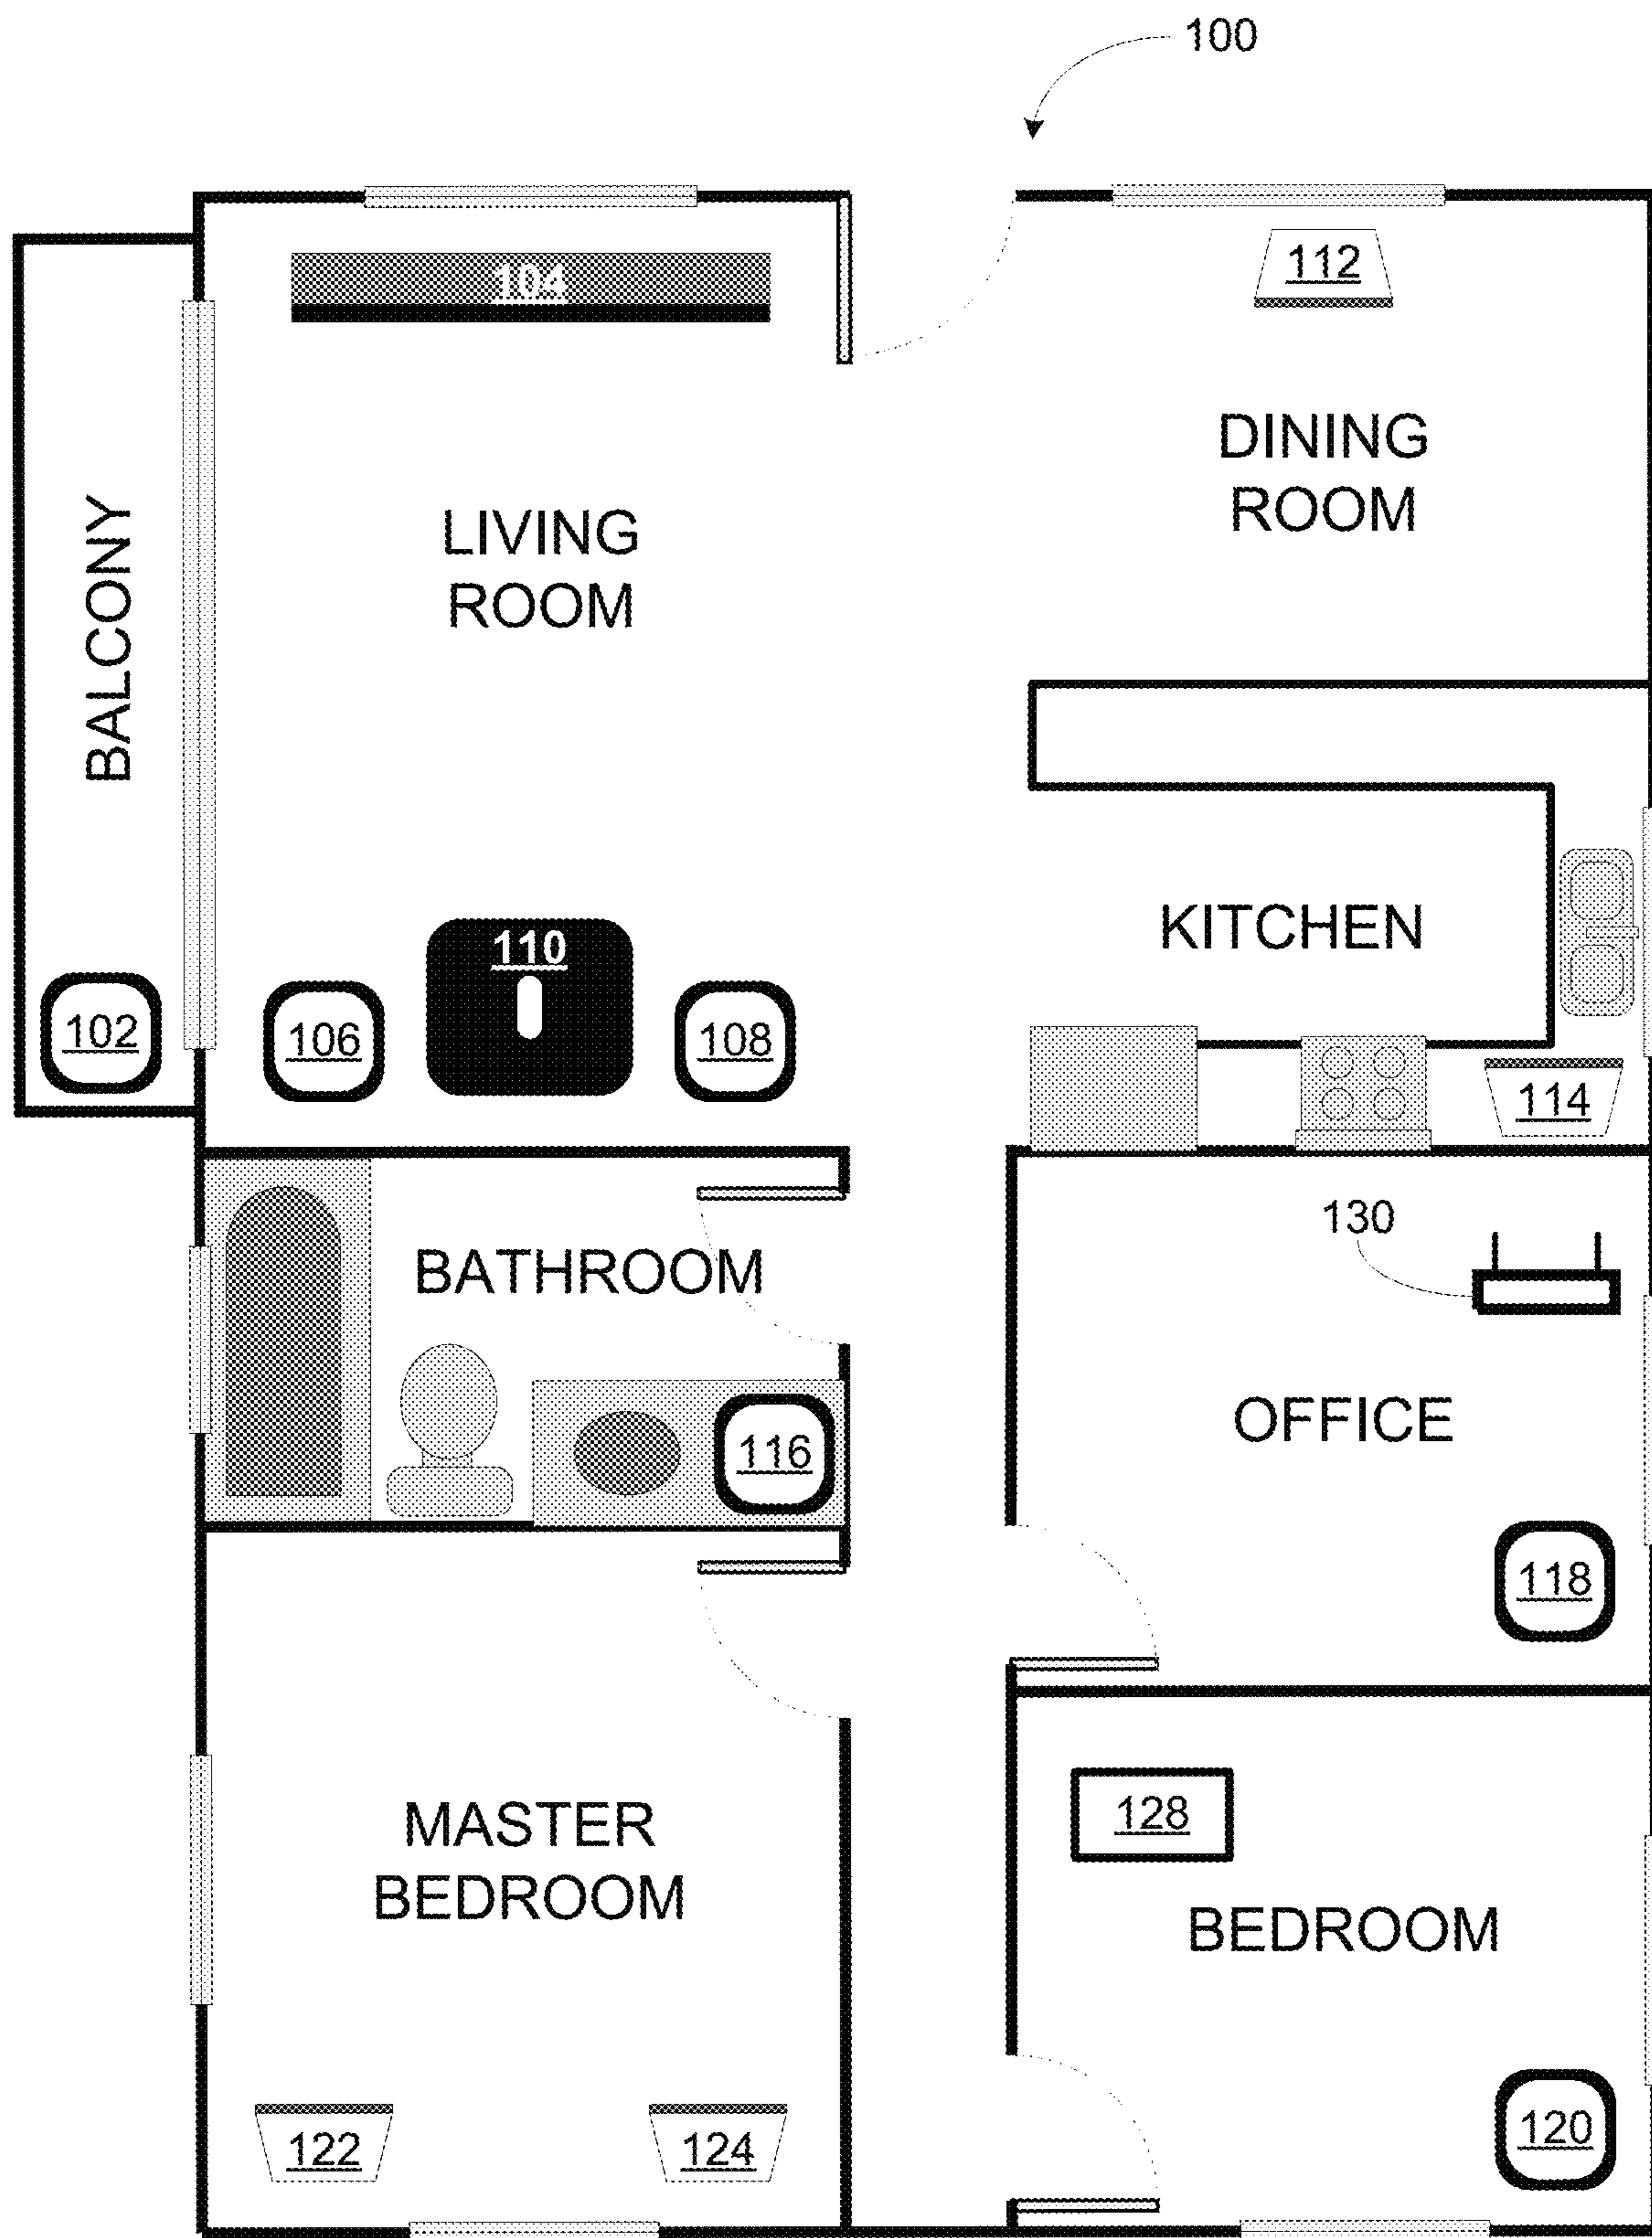 100
104
112
DINING
ROOM
LIVING
ROOM
BALCONY
KITCHEN
110
102
106
108
114
130
BATHROOM
OFFICE
116
118
128
MASTER
BEDROOM
BEDROOM
122
124
120